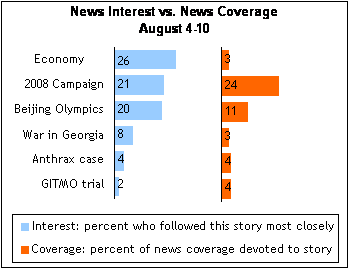 News Interest vs. News Coverage
August 4-10
Economy 26 3
2008 Campaign 21 24
Beijing Olympics 20 11
War in Georgia 8 3
Anthrax case 4 4
GITMO trial 2 4
Interest: percent who followed this story most closely
Coverage: percent of news coverage devoted to story